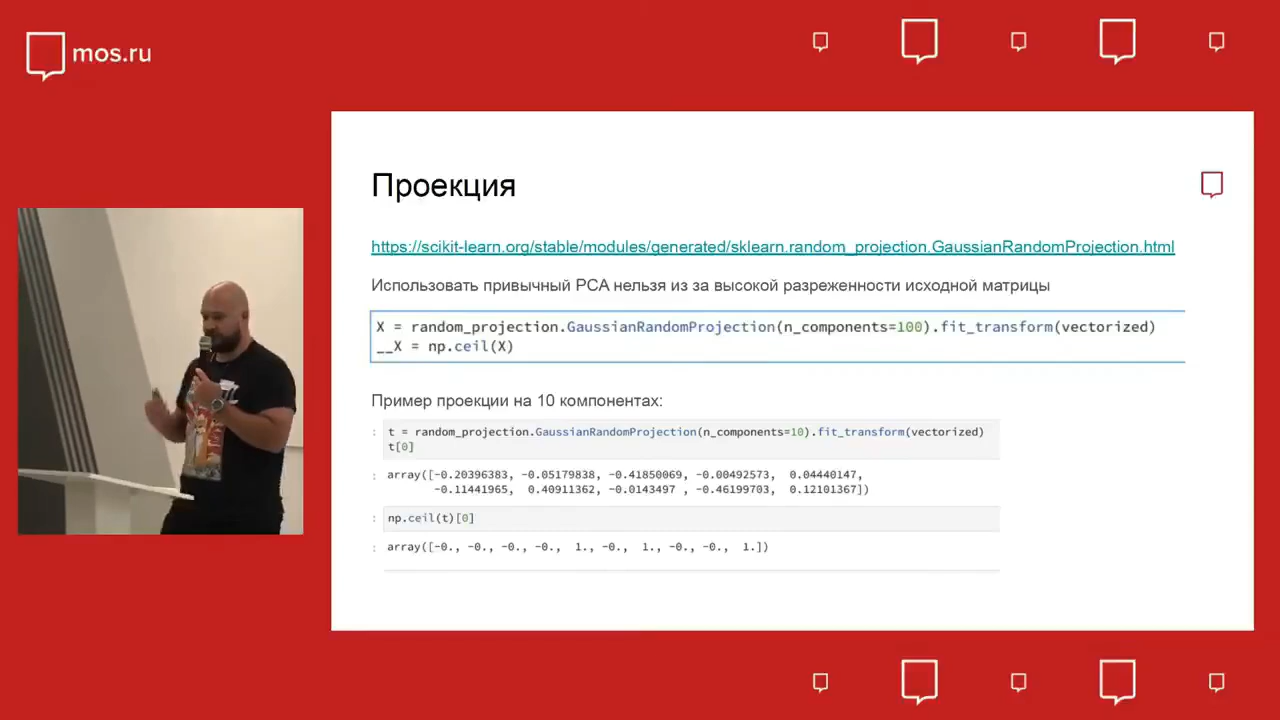 mos.ru
Проекция
https://scikit-learn.org/stable/modules/generated/sklearn.random_projection.GaussianRandomProjection.html
Использовать привычный PCA нельзя из за высокой разреженности исходной матрицы
X = random_projection.GaussianRandomProjection(n_components=100).fit_transform(vectorized)
__X = np.ceil(X)
Пример проекции на 10 компонентах:
: t = random_projection.GaussianRandomProjection(n_components=10).fit_transform(vectorized)
t[0]
: array([-0.20396383, -0.05179838, -0.41850069, -0.00492573, 0.04440147,
-0.11441965, 0.40911362, -0.0143497 , -0.46199703, 0.12101367])
: np.ceil(t)[0]
: array([-0., -0., -0., -0., 1., -0., 1., -0., -0., 1.])